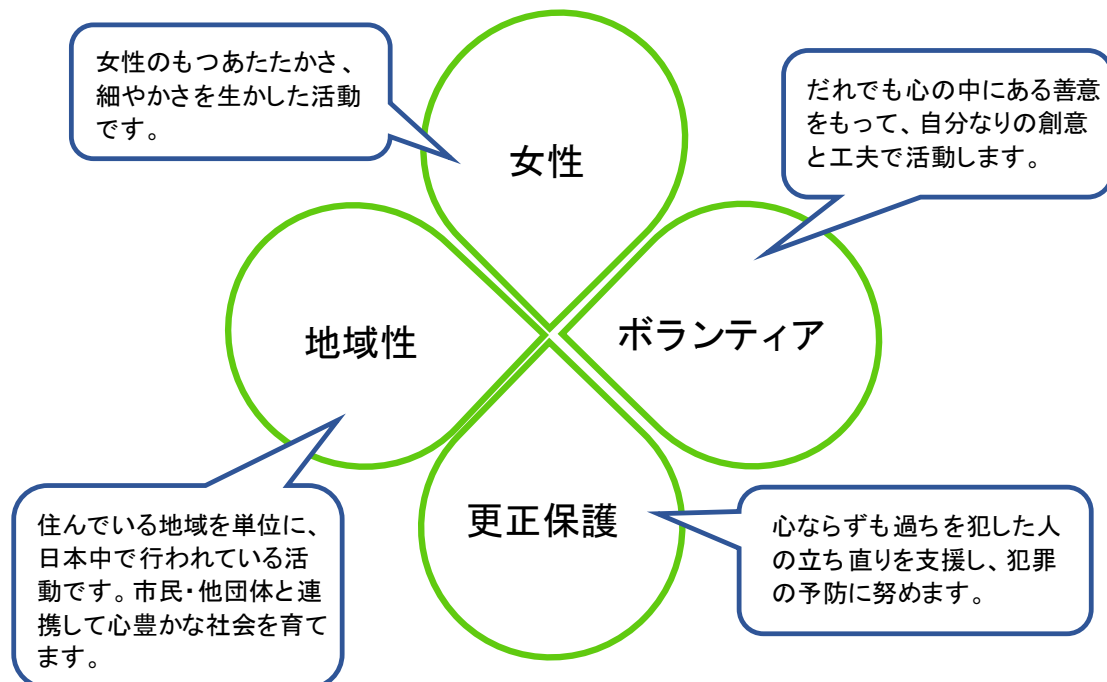 女性のもつあたたかさ、
細やかさを生かした活動
です。
だれでも心の中にある善意
をもって、自分なりの創意
と工夫で活動します。
女性
地域性
ボランティア
更正保護
住んでいる地域を単位に、
日本中で行われている活
動です。市民・他団体と連
携して心豊かな社会を育て
ます。
心ならずも過ちを犯した人
の立ち直りを支援し、犯罪
の予防に努めます。